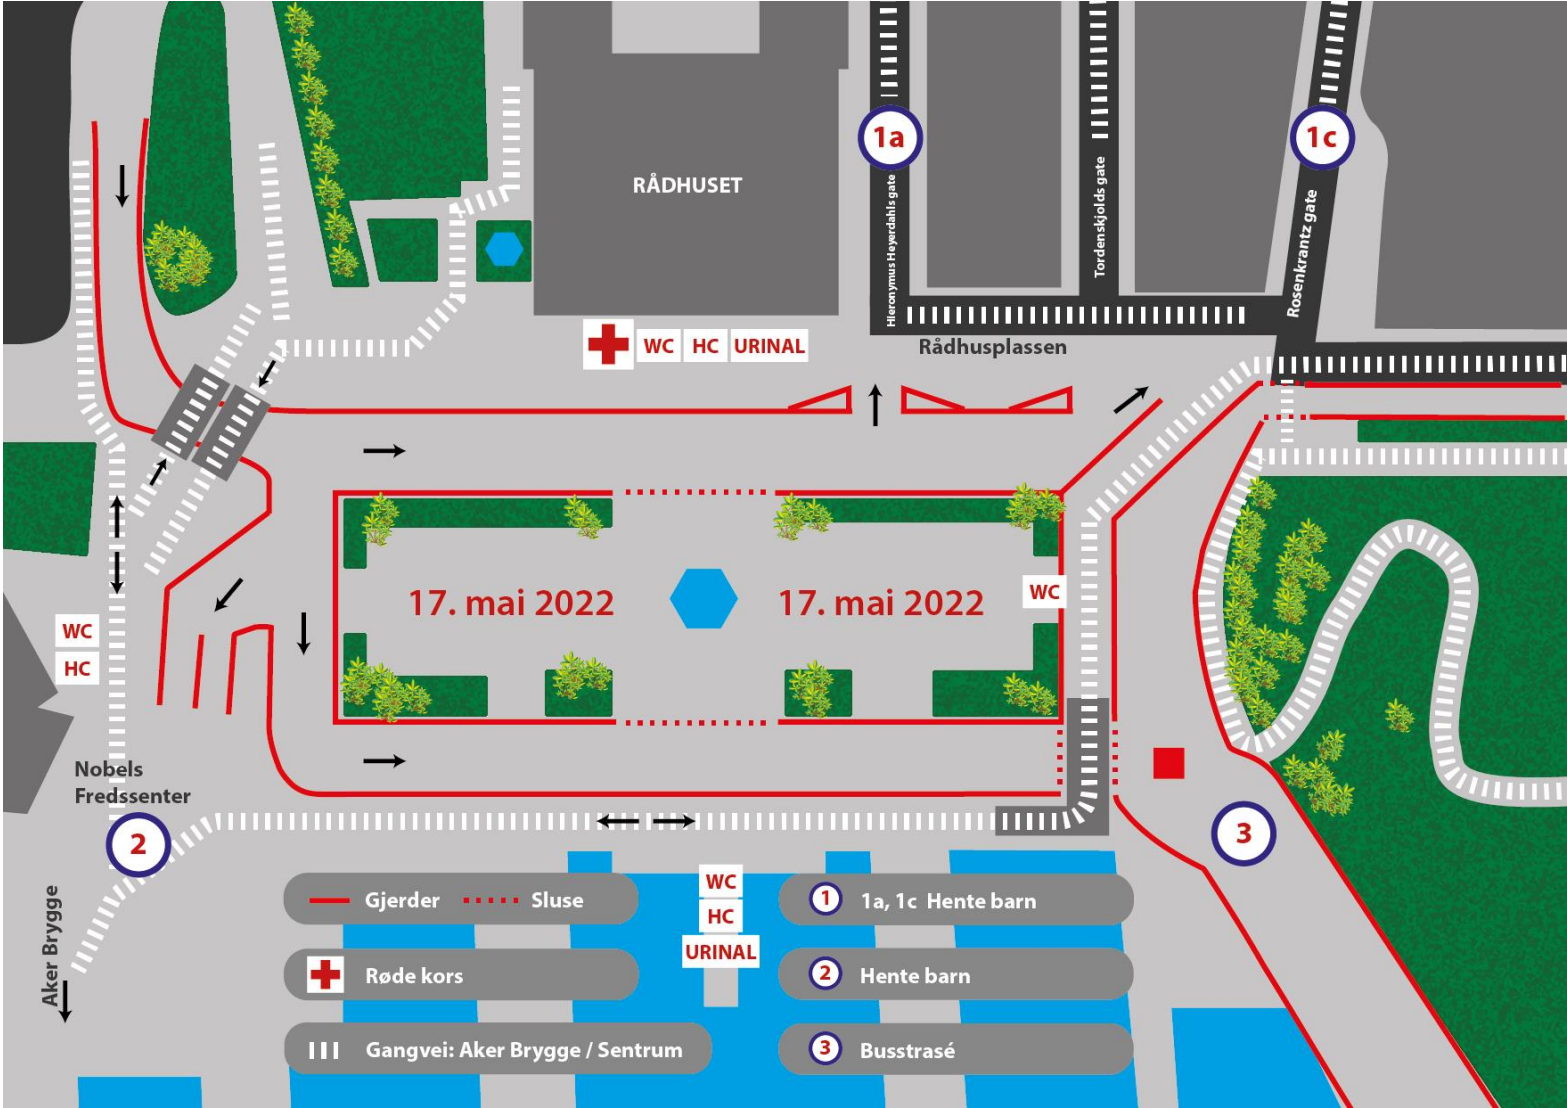 1a
1c
RÅDHUSET
Hieronymus Heyerdahls gate
Tordenskjolds gate
Rosenkrantz gate
WC HC URINAL
Rådhusplassen
17. mai 2022
17. mai 2022
WC
WC
HC
Nobels
Fredssenter
2
3
Aker Brygge
WC
HC
URINAL
Gjerder
Sluse
Røde kors
Gangvei: Aker Brygge / Sentrum
1 1a, 1c Hente barn
2 Hente barn
3 Busstrasé